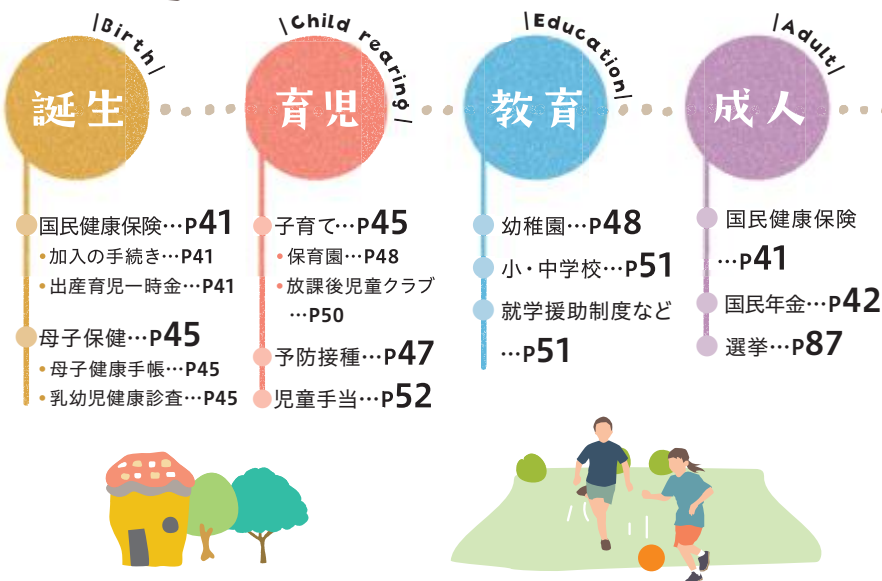 Birth
誕生
国民健康保険…P41
・加入の手続き…P41
・出産育児一時金…P41
母子保健…P45
・母子健康手帳…P45
・乳幼児健康診査…P45
Child rearing
育児
子育て…P45
・保育園…P48
・放課後児童クラブ
…P50
予防接種…P47
児童手当…P52
Education
教育
幼稚園…P48
小・中学校…P51
就学援助制度など
…P51
Adult
成人
国民健康保険
…P41
国民年金…P42
選挙…P87